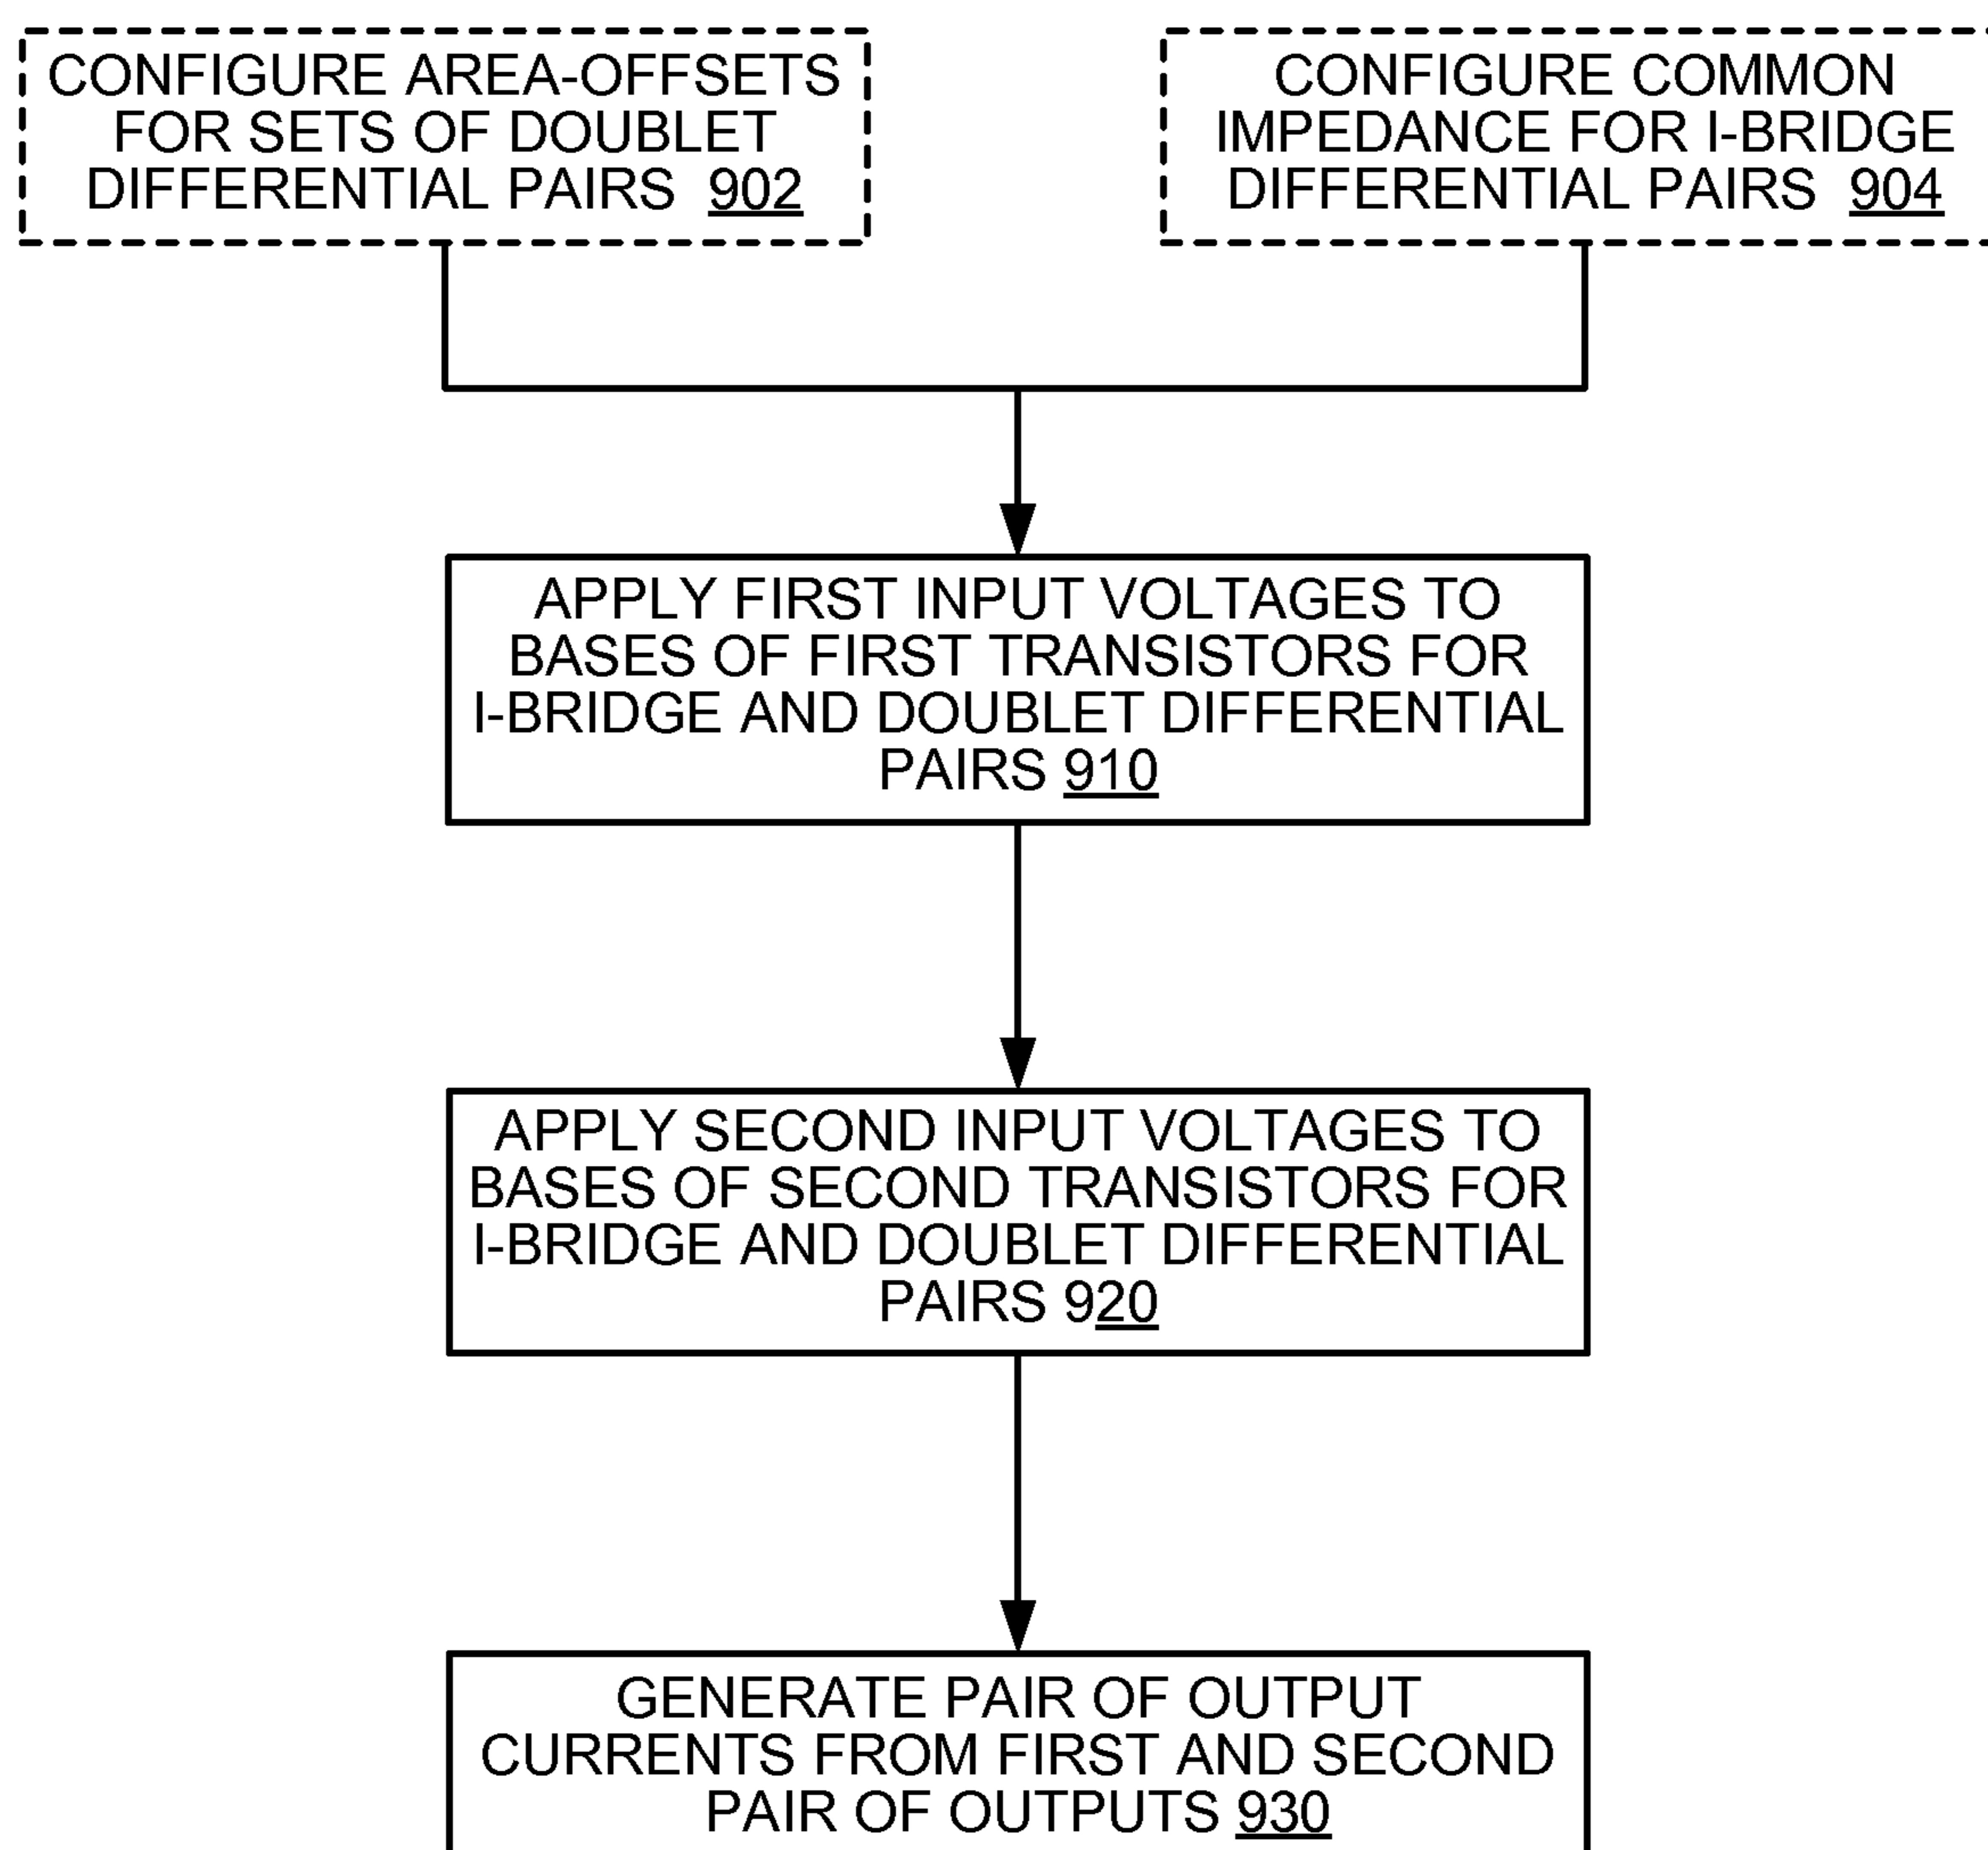 CONFIGURE AREA-OFFSETS
FOR SETS OF DOUBLET
DIFFERENTIAL PAIRS 902
CONFIGURE COMMON
IMPEDANCE FOR I-BRIDGE
DIFFERENTIAL PAIRS 904
APPLY FIRST INPUT VOLTAGES TO
BASES OF FIRST TRANSISTORS FOR
I-BRIDGE AND DOUBLET DIFFERENTIAL
PAIRS 910
APPLY SECOND INPUT VOLTAGES TO
BASES OF SECOND TRANSISTORS FOR
I-BRIDGE AND DOUBLET DIFFERENTIAL
PAIRS 920
GENERATE PAIR OF OUTPUT
CURRENTS FROM FIRST AND SECOND
PAIR OF OUTPUTS 930